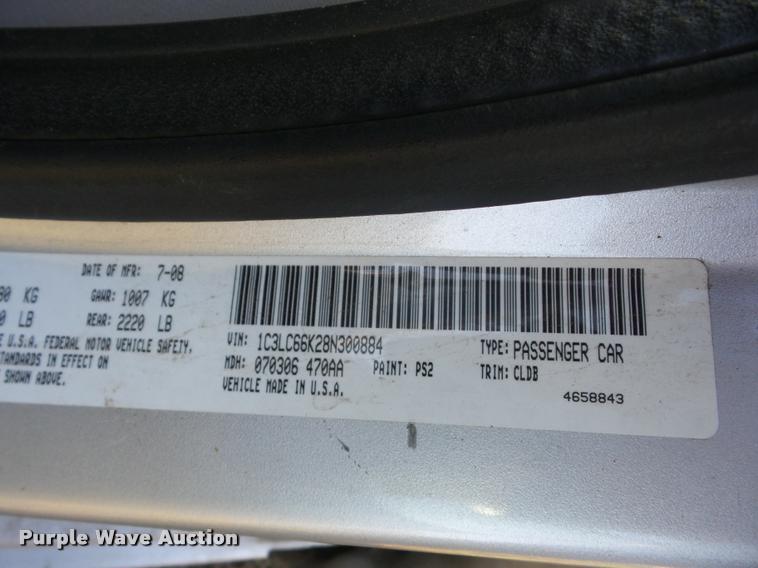 DATE OF MFR: 7-08
KG GAWR: 1007 KG
LB REAR: 2220 LB
U.S.A. FEDERAL MOTOR VEHICLE SAFETY.
IN EFFECT ON
SHOWN ABOVE.
VIN: 1C3LC66K28N300884 TYPE: PASSENGER CAR
MDH: 070306 470AA PAINT: PS2 TRIM: CLDB
VEHICLE MADE IN U.S.A.
4658843
Purple Wave Auction